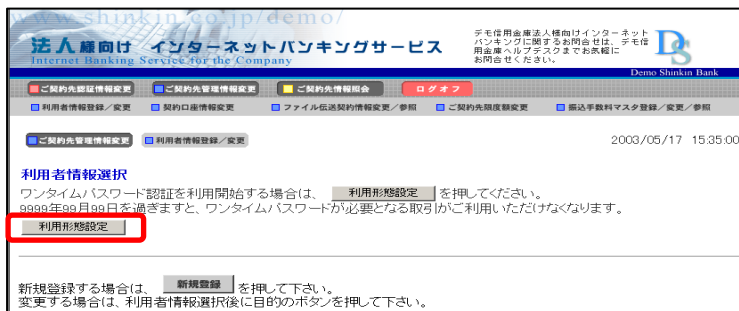 www.shinkin.co.jp/demo/
法人様向け インターネットバンキングサービス
Internet Banking Service for the Company
デモ信用金庫法人様向けインターネット
バンキングに関するお問合せは、デモ信
用金庫ヘルプデスクまでお気軽に
お問合せください。
DS
Demo Shinkin Bank
ご契約先認証情報変更 ご契約先管理情報変更 ご契約先情報照会 ログオフ
利用者情報登録／変更 契約口座情報変更 ファイル伝送契約情報変更／参照 ご契約先限度額変更 振込手数料マスタ登録／変更／参照
ご契約先管理情報変更 利用者情報登録／変更 2003/05/17 15:35:00
利用者情報選択
ワンタイムパスワード認証を利用開始する場合は、 利用形態設定 を押してください。
9999年99月99日を過ぎますと、ワンタイムパスワードが必要となる取引がご利用いただけなくなります。
利用形態設定
新規登録する場合は、 新規登録 を押して下さい。
変更する場合は、利用者情報選択後に目的のボタンを押して下さい。